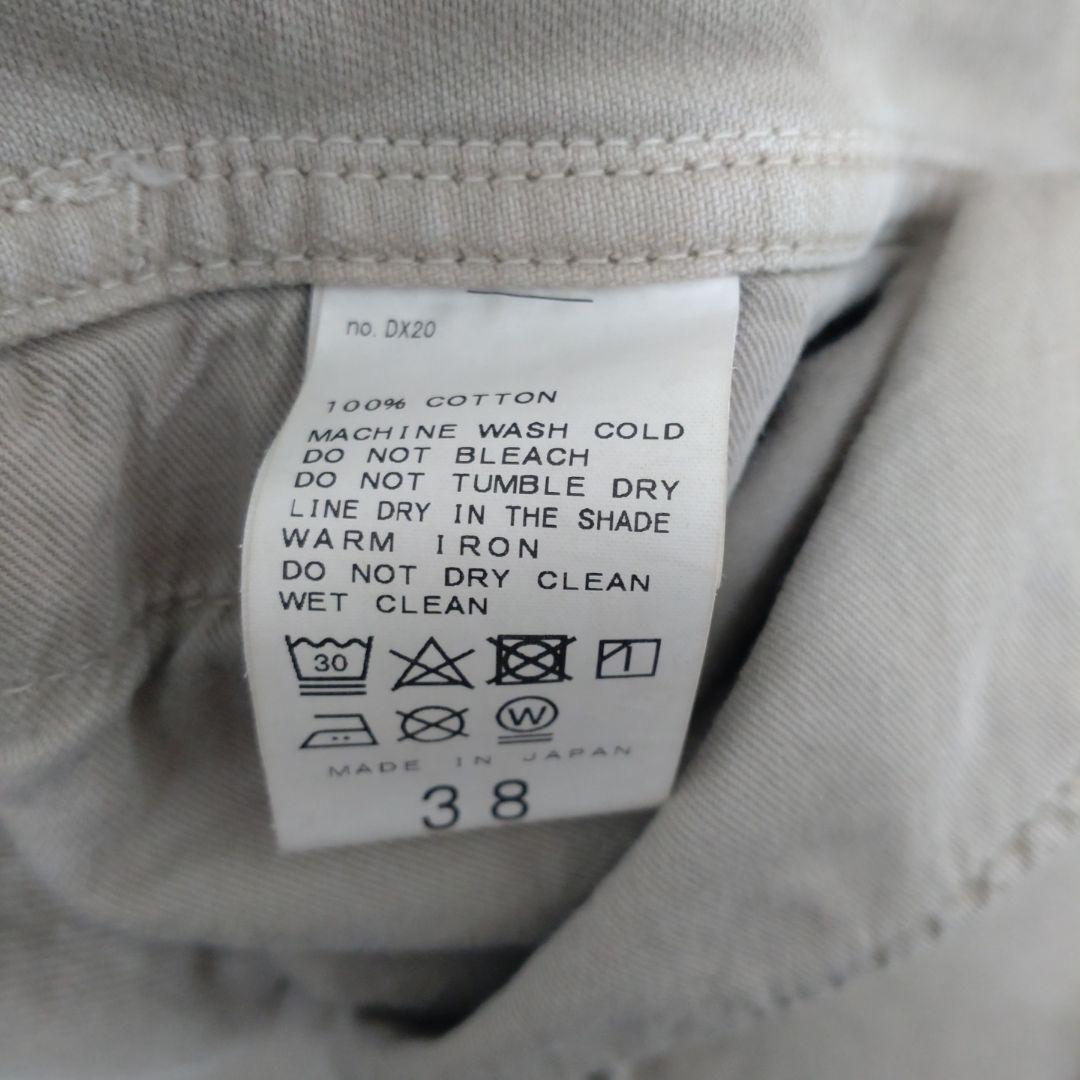 no. DX20
100% COTTON
MACHINE WASH COLD
DO NOT BLEACH
DO NOT TUMBLE DRY
LINE DRY IN THE SHADE
WARM IRON
DO NOT DRY CLEAN
WET CLEAN
30
W
MADE IN JAPAN
38